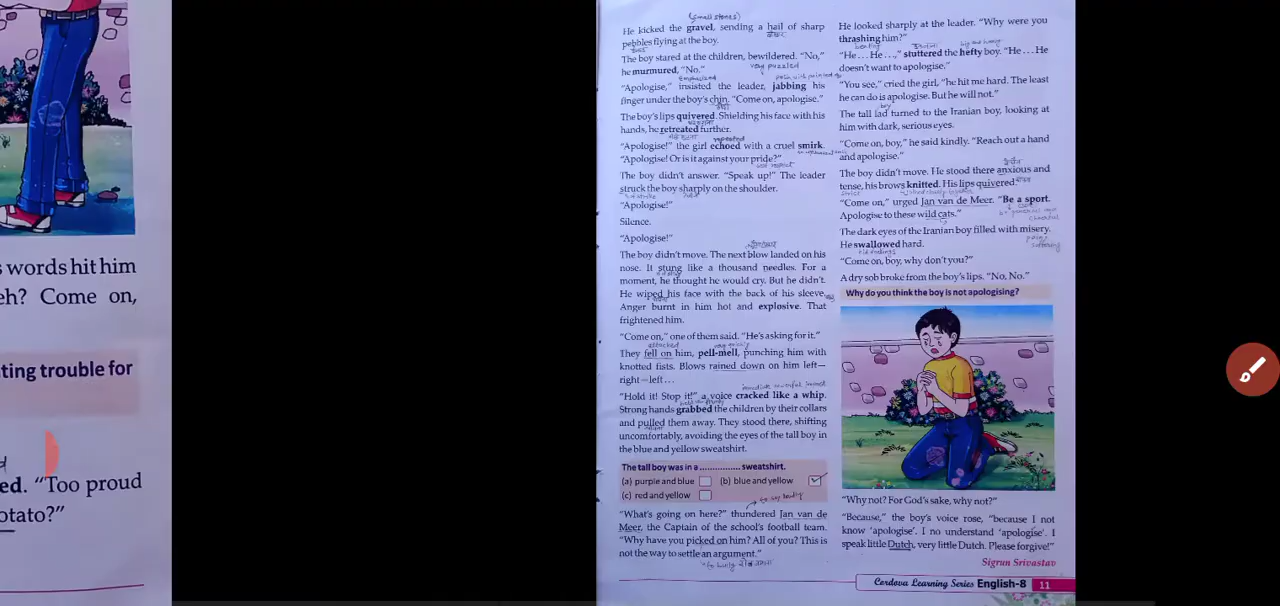 s words hit him
eh? Come on,
ting trouble for
ed. “Too proud
otato?”
(small stones)
He kicked the gravel, sending a hail of sharp
pebbles flying at the boy.
The boy stared at the children, bewildered. “No,”
he murmured, “No.”
very puzzled
Emphasized
“Apologise,” insisted the leader, jabbing his
finger under the boy's chin. “Come on, apologise.”
The boy's lips quivered. Shielding his face with his
hands, he retreated further.
repeated
“Apologise!” the girl echoed with a cruel smirk.
“Apologise! Or is it against your pride?”
self respect
The boy didn't answer. “Speak up!” The leader
struck the boy sharply on the shoulder.
“Apologise!”
Silence.
“Apologise!”
The boy didn't move. The next blow landed on his
nose. It stung like a thousand needles. For a
moment, he thought he would cry. But he didn't.
He wiped his face with the back of his sleeve.
Anger burnt in him hot and explosive. That
frightened him.
“Come on,” one of them said. “He's asking for it.”
attacked
They fell on him, pell-mell, punching him with
knotted fists. Blows rained down on him left—
right—left...
“Hold it! Stop it!” a voice cracked like a whip.
Strong hands grabbed the children by their collars
and pulled them away. They stood there, shifting
uncomfortably, avoiding the eyes of the tall boy in
the blue and yellow sweatshirt.
The tall boy was in a ............... sweatshirt.
(a) purple and blue (b) blue and yellow
(c) red and yellow
to say loudly
“What's going on here?” thundered Jan van de
Meer, the Captain of the school's football team.
“Why have you picked on him? All of you? This is
not the way to settle an argument.”
He looked sharply at the leader. “Why were you
thrashing him?”
beating
“He . . . He . . .,” stuttered the hefty boy. “He . . . He
doesn't want to apologise.”
“You see,” cried the girl, “he hit me hard. The least
he can do is apologise. But he will not.”
boy
The tall lad turned to the Iranian boy, looking at
him with dark, serious eyes.
“Come on, boy,” he said kindly. “Reach out a hand
and apologise.”
The boy didn't move. He stood there anxious and
tense, his brows knitted. His lips quivered.
“Come on,” urged Jan van de Meer. “Be a sport.
Apologise to these wild cats.”
cheerful
The dark eyes of the Iranian boy filled with misery.
He swallowed hard.
suffering
“Come on, boy, why don't you?”
A dry sob broke from the boy's lips. “No, No.”
Why do you think the boy is not apologising?
“Why not? For God's sake, why not?”
“Because,” the boy's voice rose, “because I not
know ‘apologise’. I no understand ‘apologise’. I
speak little Dutch, very little Dutch. Please forgive!”
Sigrun Srivastav
Cordova Learning Series English-8 11